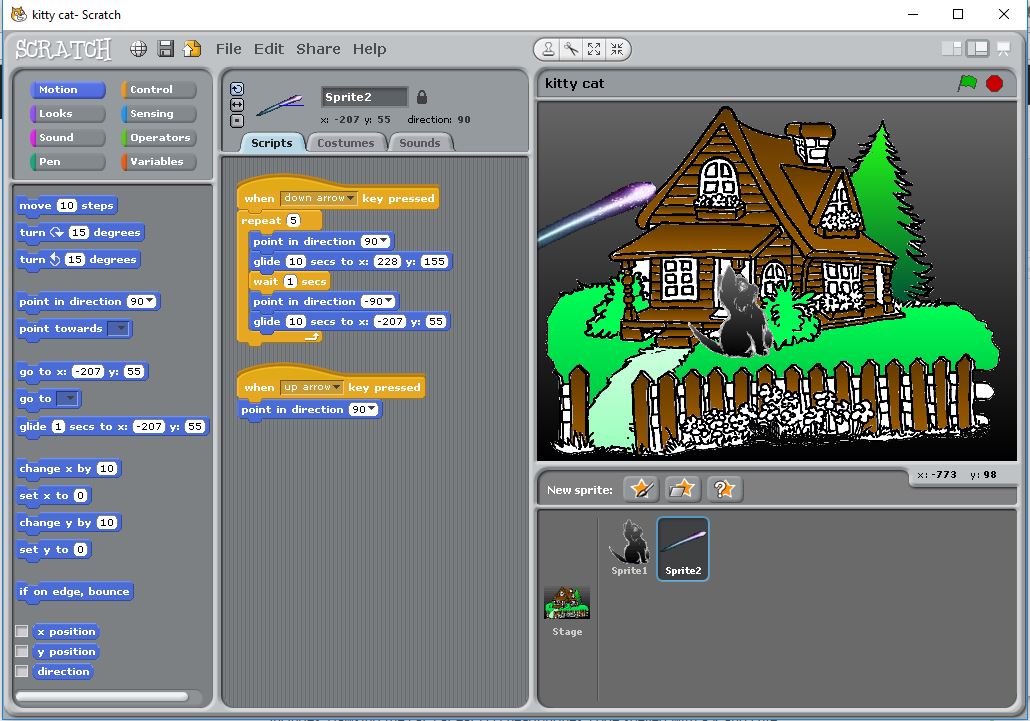 kitty cat- Scratch
SCRATCH File Edit Share Help
Motion Control
Looks Sensing
Sound Operators
Pen Variables
move 10 steps
turn 15 degrees
turn 15 degrees
point in direction 90
point towards
go to x: -207 y: 55
go to
glide 1 secs to x: -207 y: 55
change x by 10
set x to 0
change y by 10
set y to 0
if on edge, bounce
x position
y position
direction
Sprite2
x: -207 y: 55 direction: 90
Scripts Costumes Sounds
when down arrow key pressed
repeat 5
point in direction 90
glide 10 secs to x: 228 y: 155
wait 1 secs
point in direction -90
glide 10 secs to x: -207 y: 55
when up arrow key pressed
point in direction 90
kitty cat
x: -773 y: 98
New sprite:
Sprite1 Sprite2
Stage